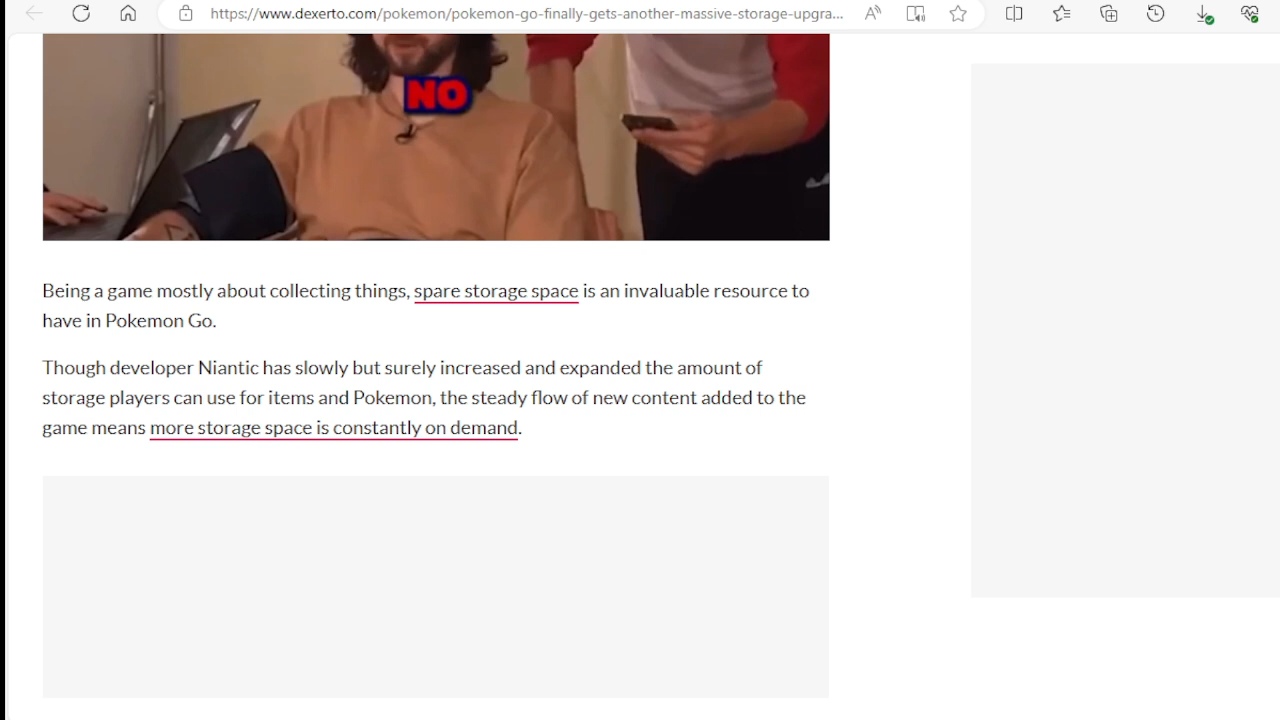 https://www.dexerto.com/pokemon/pokemon-go-finally-gets-another-massive-storage-upgra...
NO
Being a game mostly about collecting things, spare storage space is an invaluable resource to
have in Pokemon Go.
Though developer Niantic has slowly but surely increased and expanded the amount of
storage players can use for items and Pokemon, the steady flow of new content added to the
game means more storage space is constantly on demand.